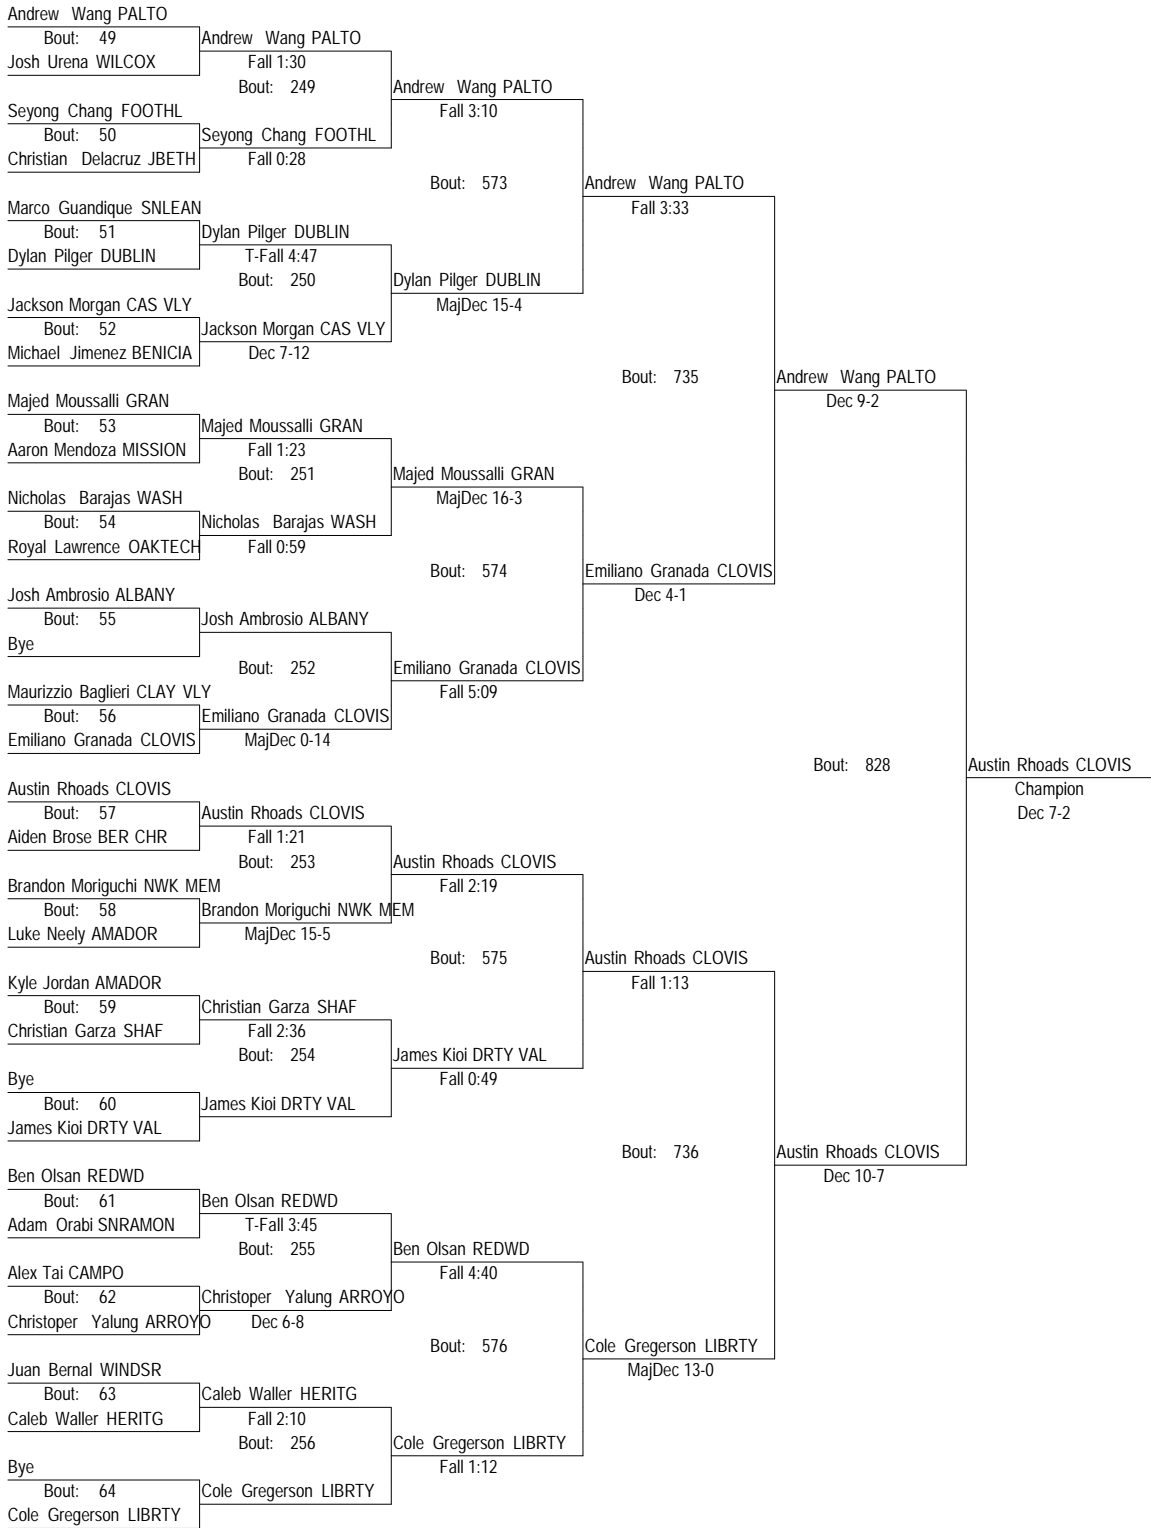 Andrew Wang PALTO
Bout: 49
Andrew Wang PALTO
Josh Urena WILCOX
Fall 1:30
Bout: 249
Andrew Wang PALTO
Seyong Chang FOOTHL
Fall 3:10
Bout: 50
Seyong Chang FOOTHL
Christian Delacruz JBETH
Fall 0:28
Bout: 573
Andrew Wang PALTO
Marco Guandique SNLEAN
Fall 3:33
Bout: 51
Dylan Pilger DUBLIN
Dylan Pilger DUBLIN
T-Fall 4:47
Bout: 250
Dylan Pilger DUBLIN
Jackson Morgan CAS VLY
MajDec 15-4
Bout: 52
Jackson Morgan CAS VLY
Michael Jimenez BENICIA
Dec 7-12
Bout: 735
Andrew Wang PALTO
Majed Moussalli GRAN
Dec 9-2
Bout: 53
Majed Moussalli GRAN
Aaron Mendoza MISSION
Fall 1:23
Bout: 251
Majed Moussalli GRAN
Nicholas Barajas WASH
MajDec 16-3
Bout: 54
Nicholas Barajas WASH
Royal Lawrence OAKTECH
Fall 0:59
Bout: 574
Emiliano Granada CLOVIS
Josh Ambrosio ALBANY
Dec 4-1
Bout: 55
Josh Ambrosio ALBANY
Bye
Bout: 252
Emiliano Granada CLOVIS
Maurizzio Baglieri CLAY VLY
Fall 5:09
Bout: 56
Emiliano Granada CLOVIS
Emiliano Granada CLOVIS
MajDec 0-14
Bout: 828
Austin Rhoads CLOVIS
Austin Rhoads CLOVIS
Champion
Bout: 57
Austin Rhoads CLOVIS
Dec 7-2
Aiden Brose BER CHR
Fall 1:21
Bout: 253
Austin Rhoads CLOVIS
Brandon Moriguchi NWK MEM
Fall 2:19
Bout: 58
Brandon Moriguchi NWK MEM
Luke Neely AMADOR
MajDec 15-5
Bout: 575
Austin Rhoads CLOVIS
Kyle Jordan AMADOR
Fall 1:13
Bout: 59
Christian Garza SHAF
Christian Garza SHAF
Fall 2:36
Bout: 254
James Kioi DRTY VAL
Bye
Fall 0:49
Bout: 60
James Kioi DRTY VAL
James Kioi DRTY VAL
Bout: 736
Austin Rhoads CLOVIS
Ben Olsan REDWD
Dec 10-7
Bout: 61
Ben Olsan REDWD
Adam Orabi SNRAMON
T-Fall 3:45
Bout: 255
Ben Olsan REDWD
Alex Tai CAMPO
Fall 4:40
Bout: 62
Christoper Yalung ARROYO
Christoper Yalung ARROYO
Dec 6-8
Bout: 576
Cole Gregerson LIBRTY
Juan Bernal WINDSR
MajDec 13-0
Bout: 63
Caleb Waller HERITG
Caleb Waller HERITG
Fall 2:10
Bout: 256
Cole Gregerson LIBRTY
Bye
Fall 1:12
Bout: 64
Cole Gregerson LIBRTY
Cole Gregerson LIBRTY